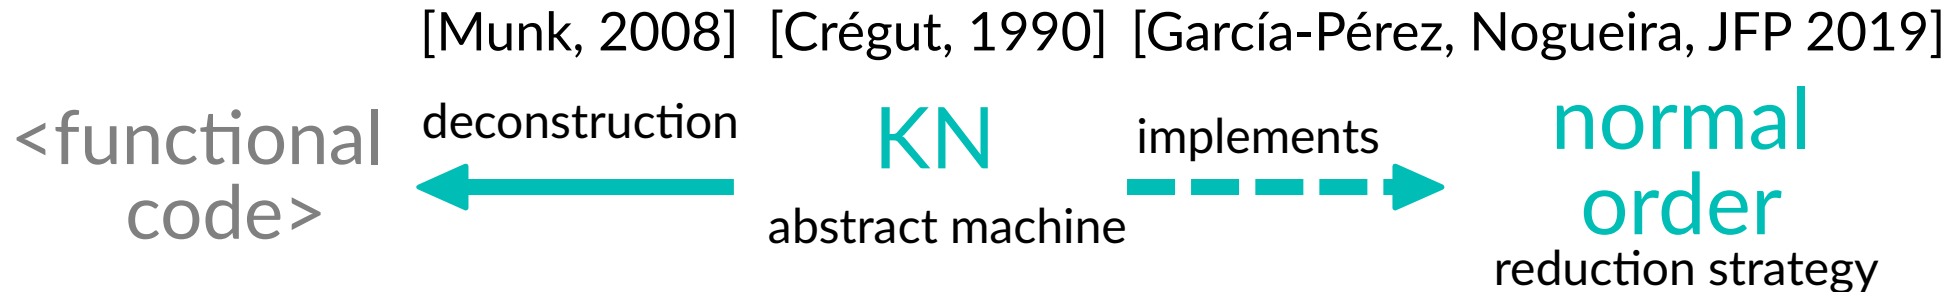 [Munk, 2008] [Crégut, 1990] [García-Pérez, Nogueira, JFP 2019]
<functional
code>
deconstruction
KN
abstract machine
implements
normal
order
reduction strategy